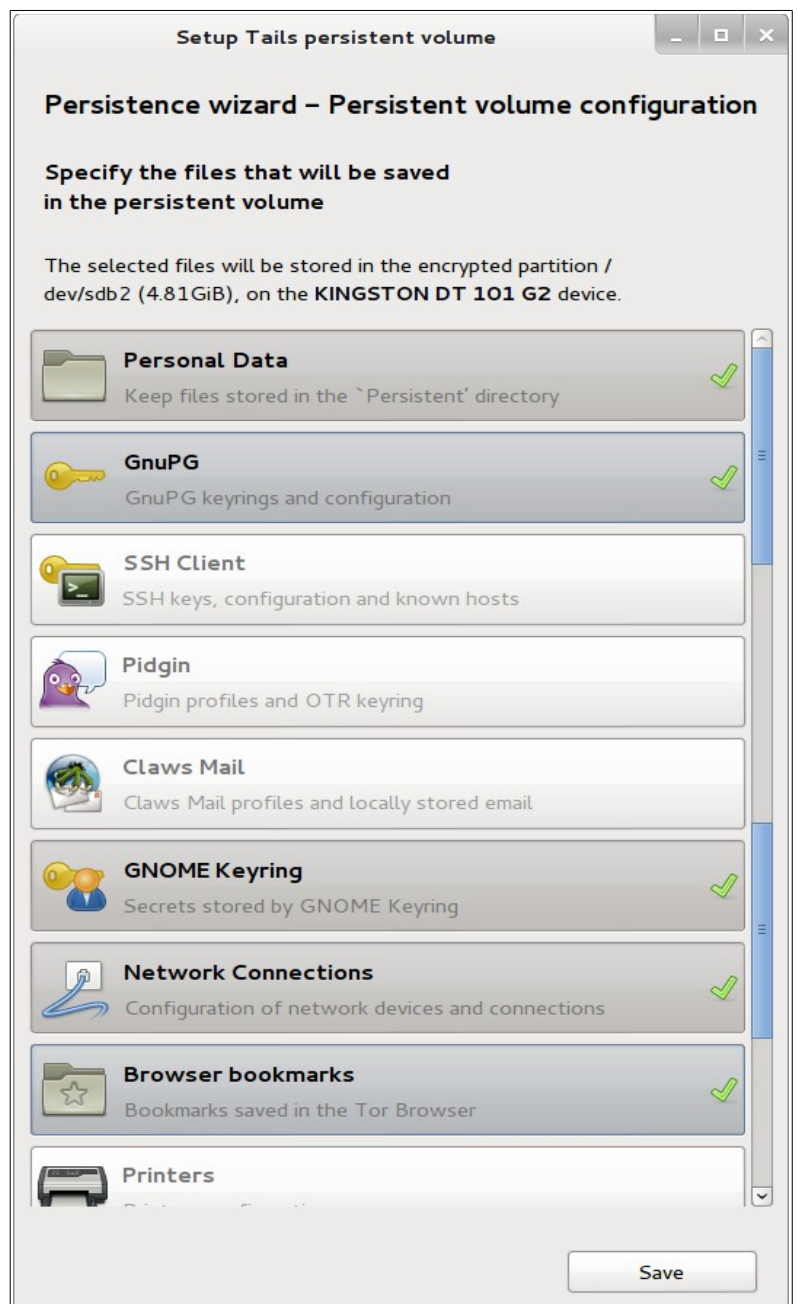 Setup Tails persistent volume
Persistence wizard – Persistent volume configuration
Specify the files that will be saved
in the persistent volume
The selected files will be stored in the encrypted partition /
dev/sdb2 (4.81GiB), on the KINGSTON DT 101 G2 device.
Personal Data
Keep files stored in the `Persistent' directory
GnuPG
GnuPG keyrings and configuration
SSH Client
SSH keys, configuration and known hosts
Pidgin
Pidgin profiles and OTR keyring
Claws Mail
Claws Mail profiles and locally stored email
GNOME Keyring
Secrets stored by GNOME Keyring
Network Connections
Configuration of network devices and connections
Browser bookmarks
Bookmarks saved in the Tor Browser
Printers
Save